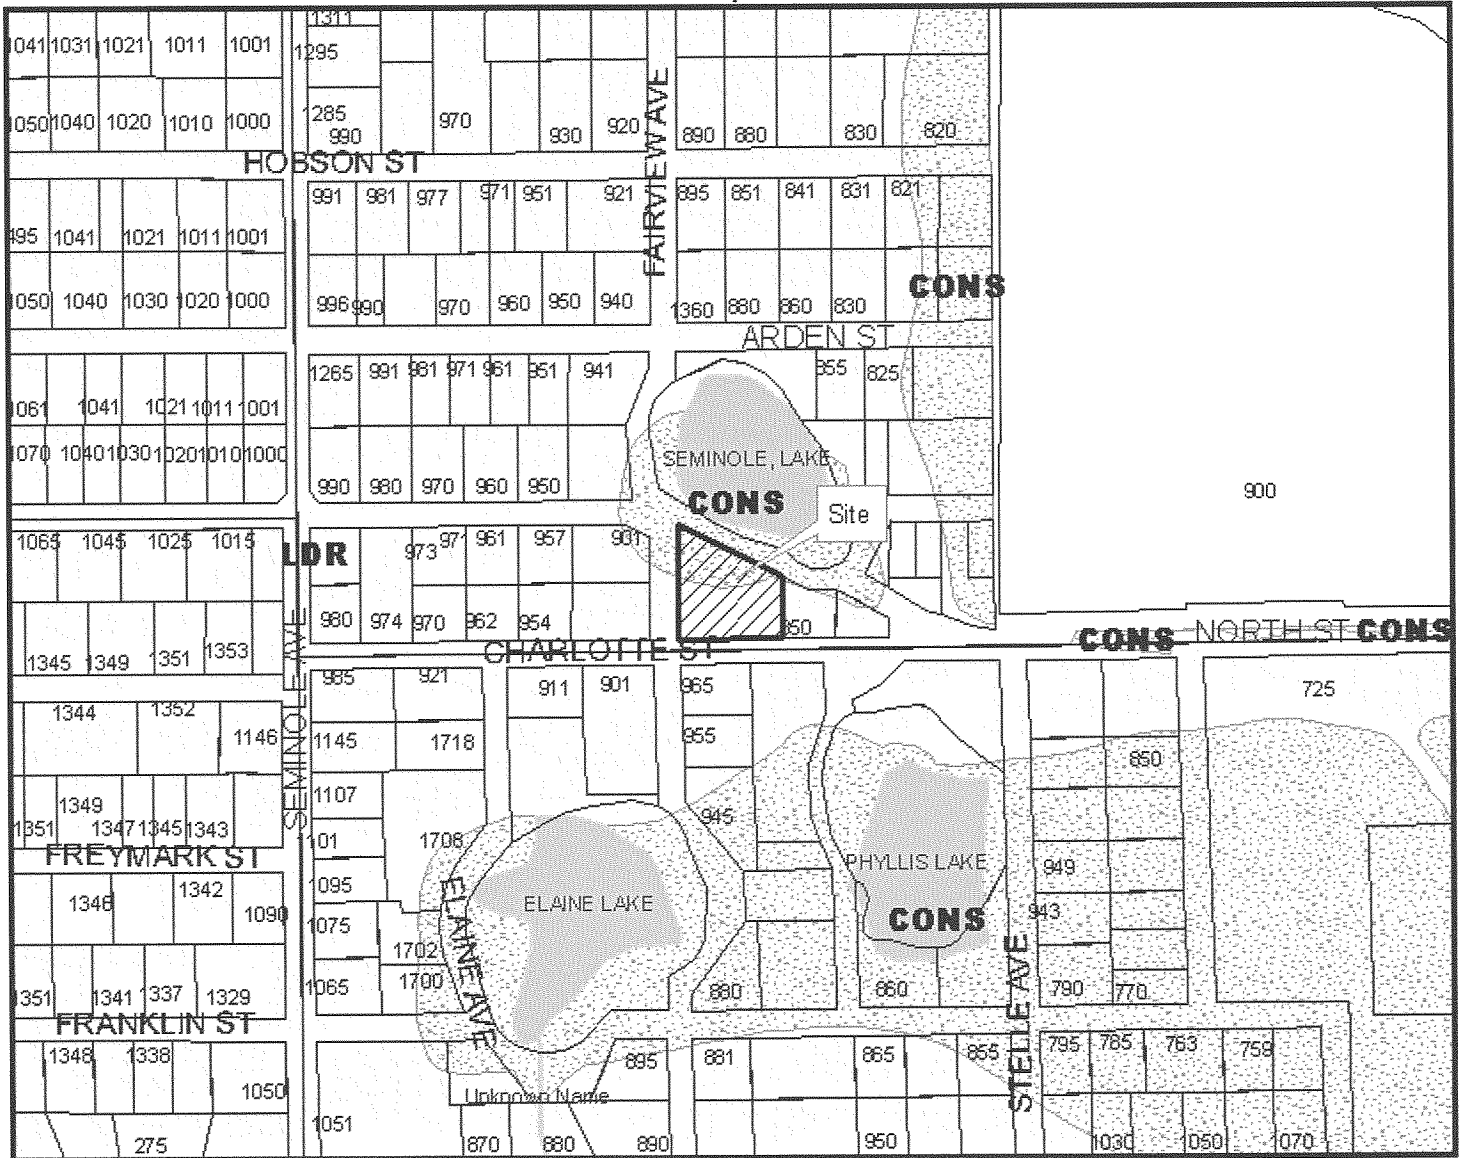 1311
1041 1031 1021 1011 1001 1295
1285
1050 1040 1020 1010 1000 990 970 930 920 890 880 830 820
HOBSON ST
FAIRVIEW AVE
991 981 977 971 951 921 895 851 841 831 821
495 1041 1021 1011 1001
CONS
1050 1040 1030 1020 1000 996 990 970 960 950 940 1360 880 860 830
ARDEN ST
1265 991 981 971 961 951 941 855 825
1061 1041 1021 1011 1001
1070 1040 1030 1020 1010 1000
SEMINOLE, LAKE
990 980 970 960 950
CONS
900
Site
1065 1045 1025 1015
LDR
973 971 961 957 901
980 974 970 962 954 850
CHARLOTTE ST
CONS
NORTH ST
CONS
SEMINOLE AVE
1345 1349 1351 1353
985 921 911 901 965
725
1344 1352
1146 1145 1718 955
850
1107
1349
1351 1347 1345 1343
1101 1708 945
FREYMARK ST
PHYLLIS LAKE
949
1346 1342
1090 1095
ELAINE LAKE
CONS
943
1075
ELAINE AVE
1702
1700
1065
STELLE AVE
1351 1341 1337 1329
880 860 790 770
FRANKLIN ST
1348 1338
1050
895 881 865 855 795 785 763 759
Unknown Name
1051
275 870 880 890 950 1030 1050 1070